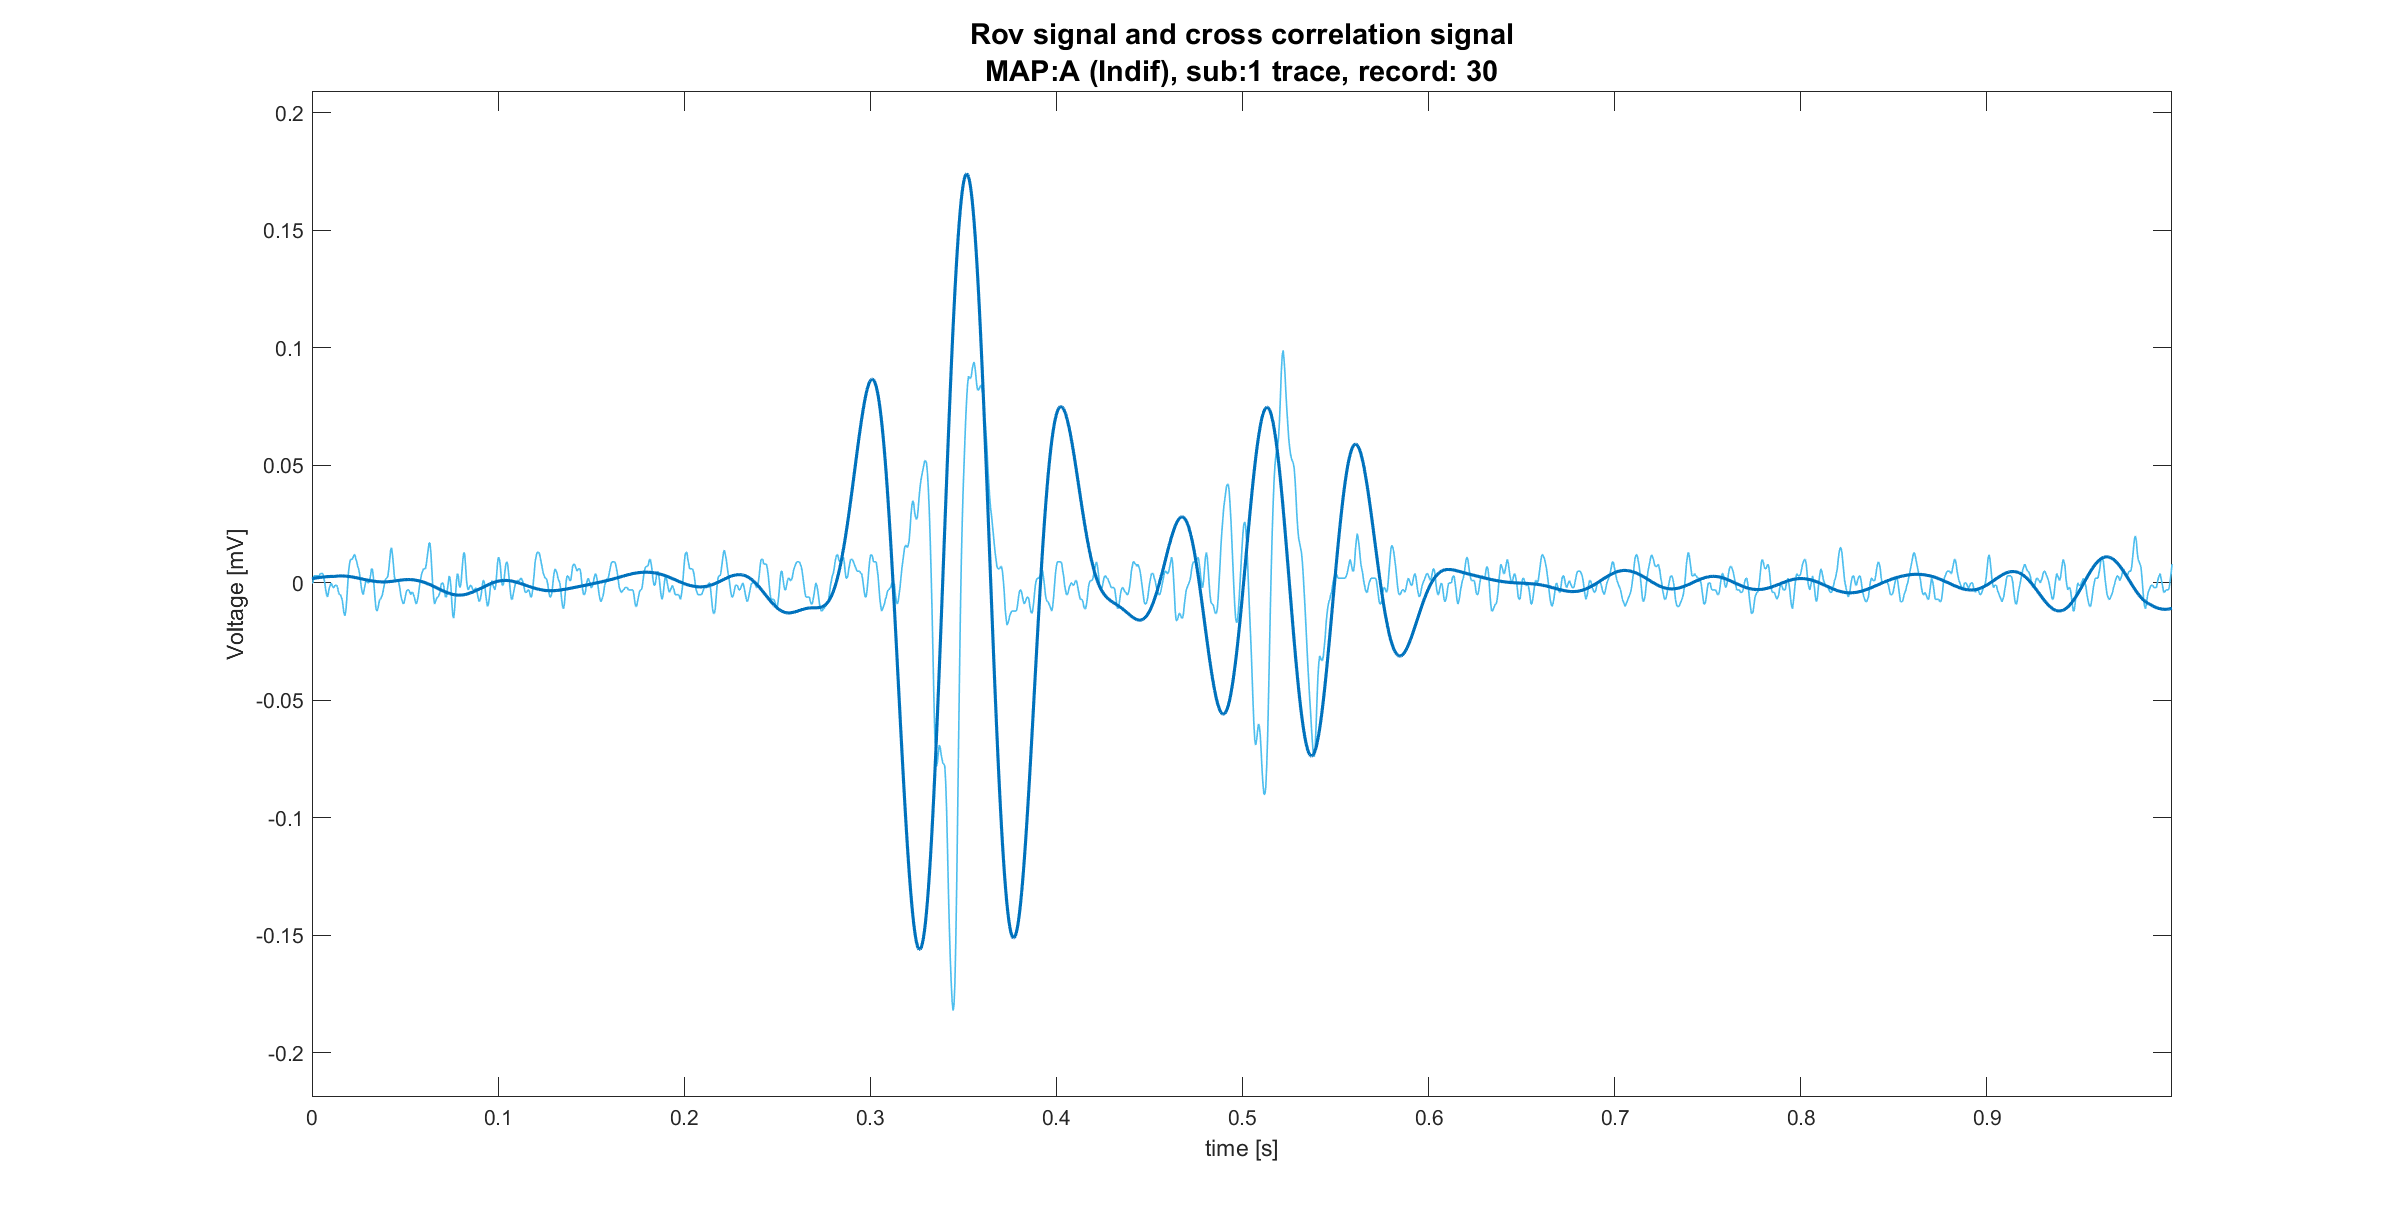 Rov signal and cross correlation signal
MAP:A (Indif), sub:1 trace, record: 30
0.2
0.15
0.1
0.05
0
-0.05
-0.1
-0.15
-0.2
Voltage [mV]
0 0.1 0.2 0.3 0.4 0.5 0.6 0.7 0.8 0.9
time [s]